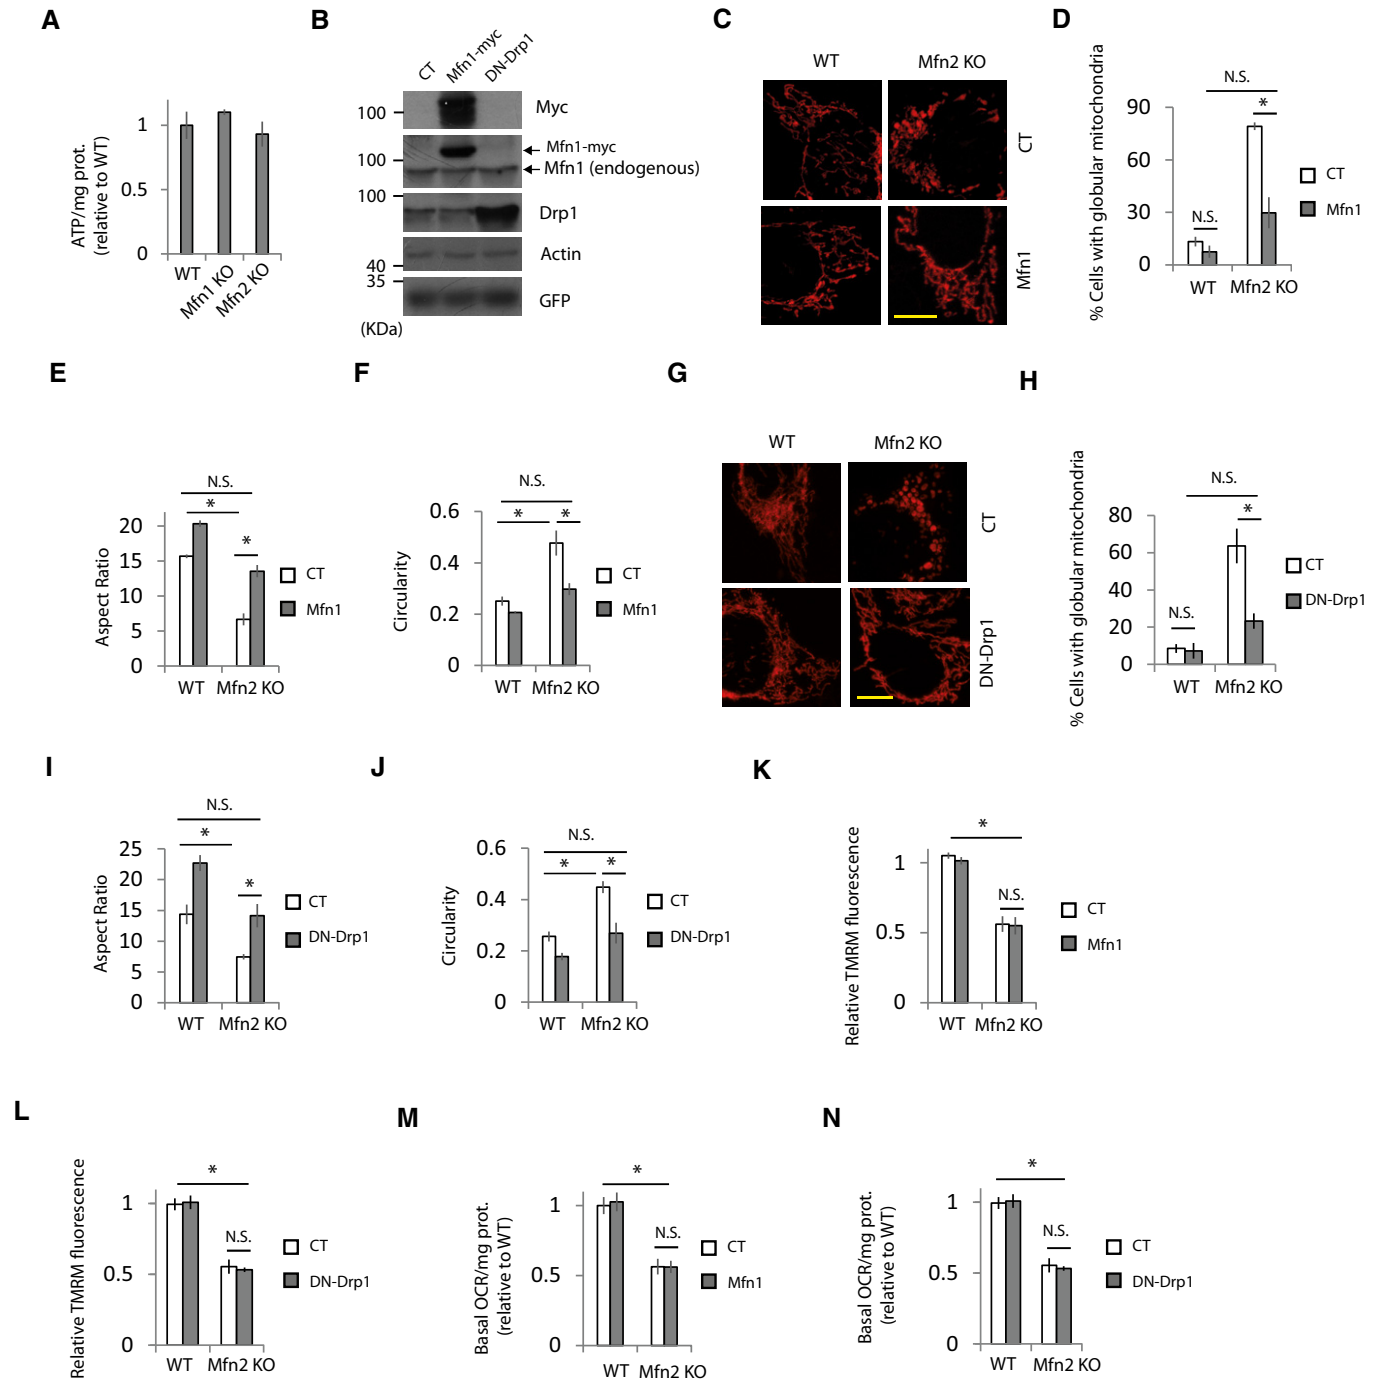 A
ATP/mg prot.
(relative to WT)
1
0.5
0
WT
Mfn1 KO
Mfn2 KO
B
CT
Mfn1-myc
DN-Drp1
100
Myc
100
Mfn1-myc
Mfn1 (endogenous)
100
Drp1
Actin
40
35
GFP
(KDa)
C
WT
Mfn2 KO
CT
Mfn1
D
% Cells with globular mitochondria
N.S.
*
90
60
30
0
N.S.
WT
Mfn2 KO
CT
Mfn1
E
Aspect Ratio
N.S.
*
*
20
15
10
5
0
WT
Mfn2 KO
CT
Mfn1
F
Circularity
N.S.
*
*
0.6
0.4
0.2
0
WT
Mfn2 KO
CT
Mfn1
G
WT
Mfn2 KO
CT
DN-Drp1
H
% Cells with globular mitochondria
N.S.
*
80
60
40
20
0
N.S.
WT
Mfn2 KO
CT
DN-Drp1
I
Aspect Ratio
N.S.
*
*
25
20
15
10
5
0
WT
Mfn2 KO
CT
DN-Drp1
J
Circularity
N.S.
*
*
0.6
0.4
0.2
0
WT
Mfn2 KO
CT
DN-Drp1
K
Relative TMRM fluorescence
*
1
0.5
0
N.S.
WT
Mfn2 KO
CT
Mfn1
L
Relative TMRM fluorescence
*
1
0.5
0
N.S.
WT
Mfn2 KO
CT
DN-Drp1
M
Basal OCR/mg prot.
(relative to WT)
*
1
0.5
0
N.S.
WT
Mfn2 KO
CT
Mfn1
N
Basal OCR/mg prot.
(relative to WT)
*
1
0.5
0
N.S.
WT
Mfn2 KO
CT
DN-Drp1